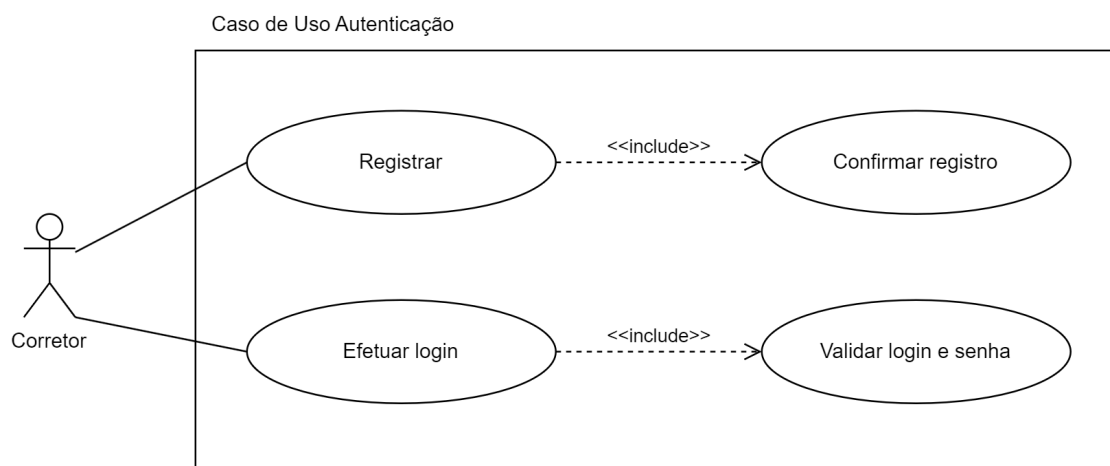 Caso de Uso Autenticação
Registrar
<<include>>
Confirmar registro
Corretor
Efetuar login
<<include>>
Validar login e senha